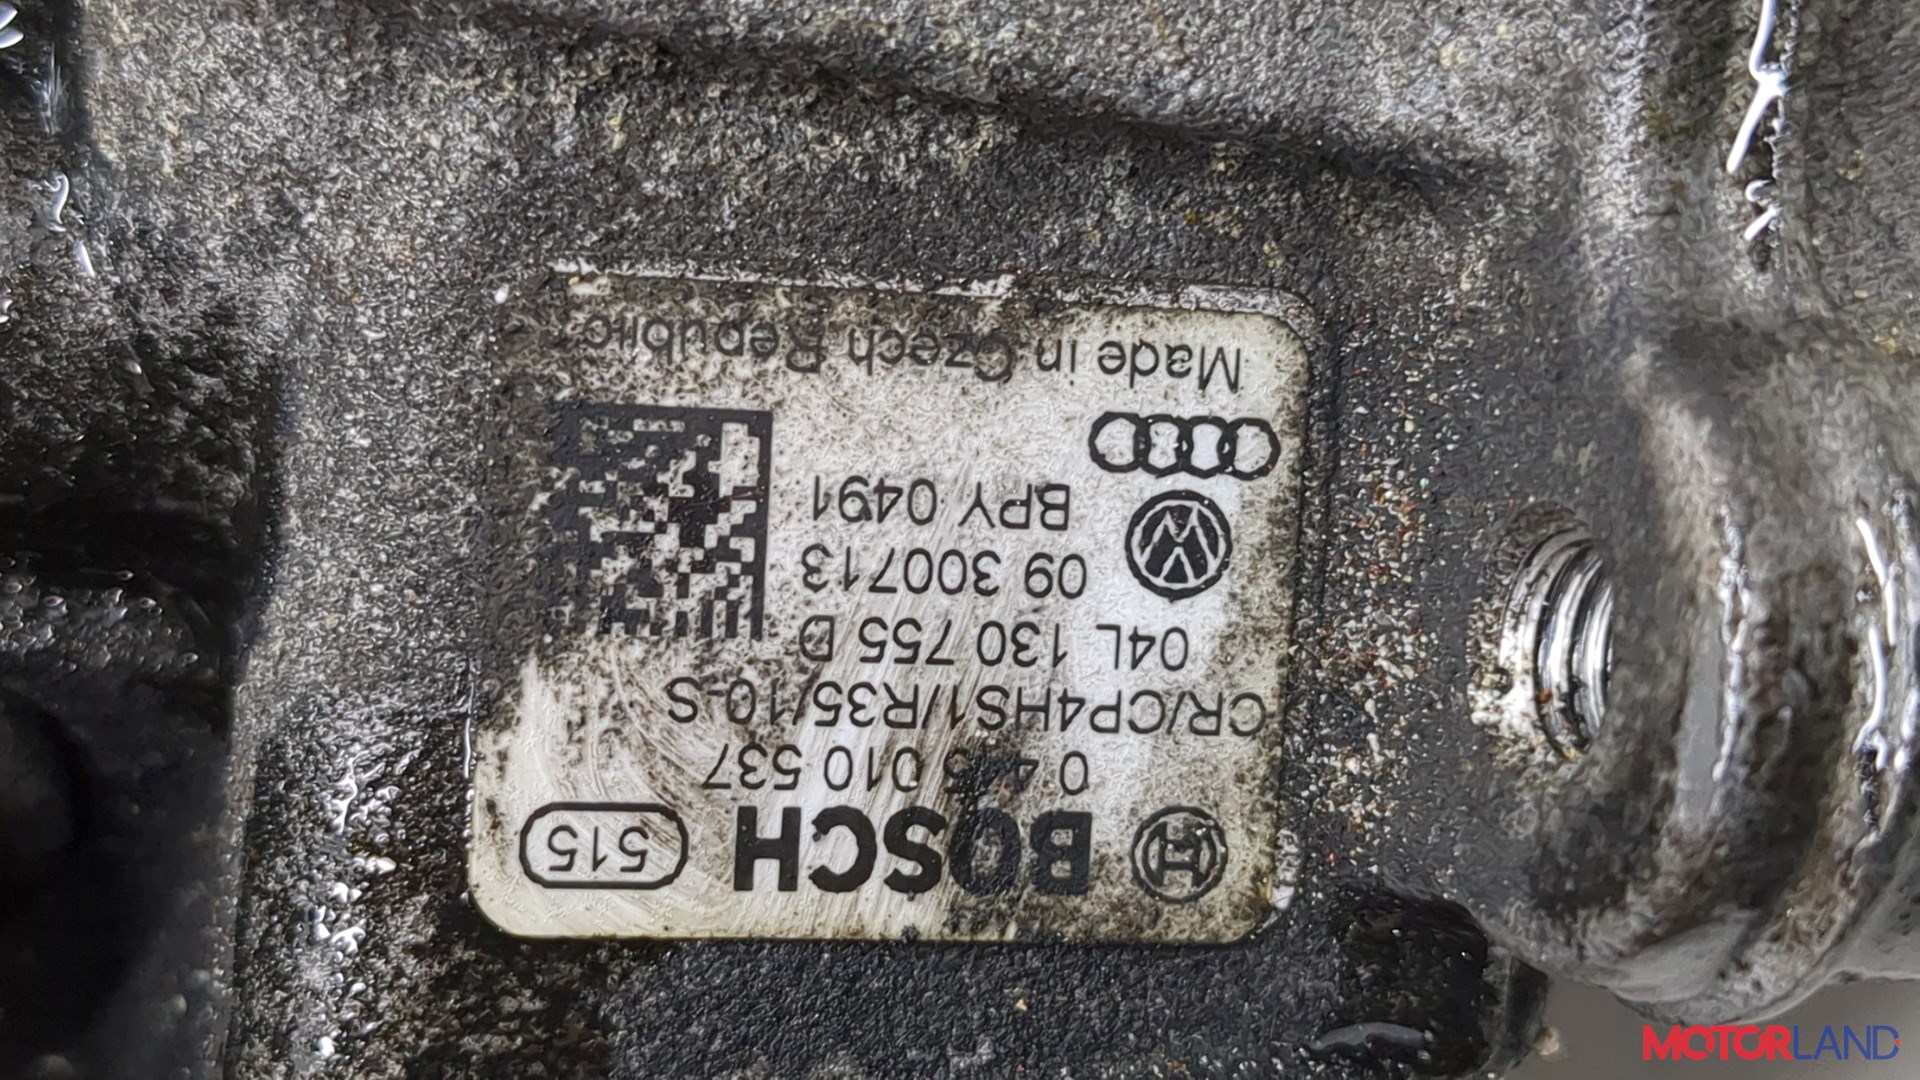 BOSCH 515
0 445 010 537
CR/CP4HS1/R35/10-S
04L 130 755 D
09 300713
BPY 0491
Made in Czech Republic
MOTORLAND